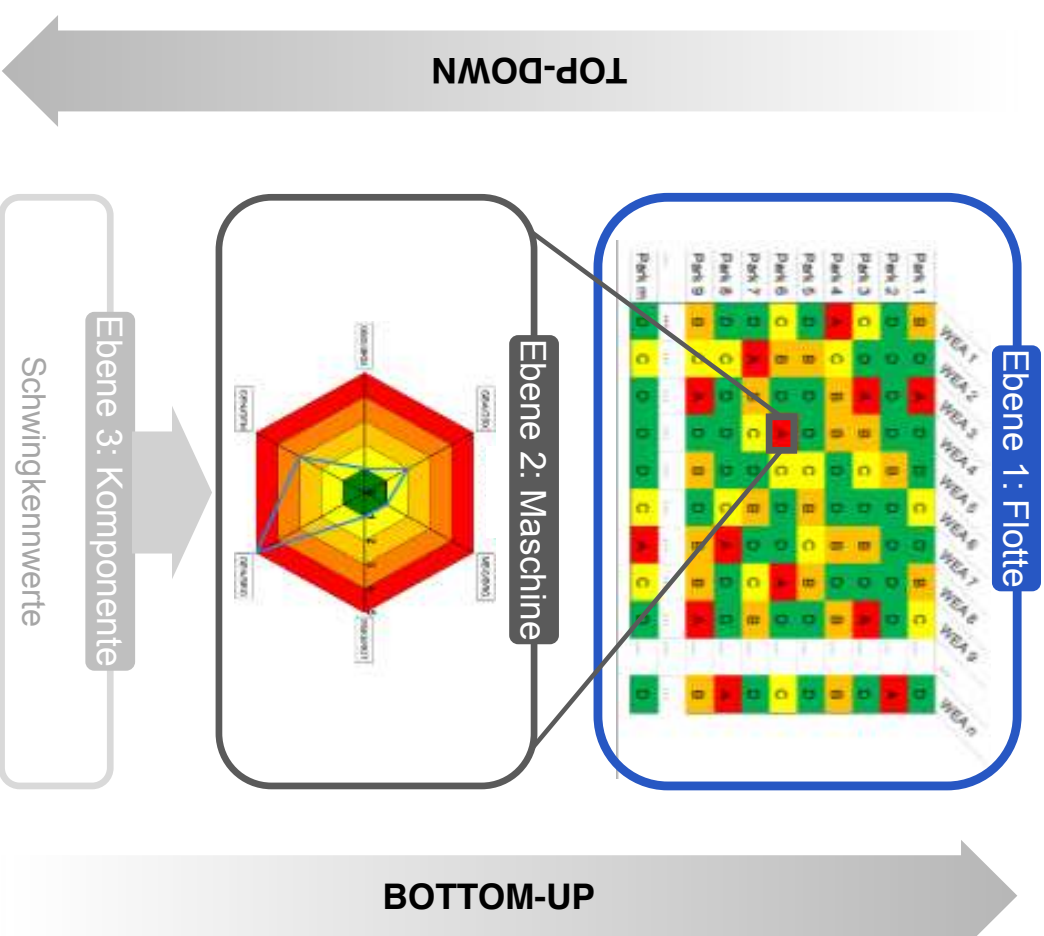 TOP-DOWN
BOTTOM-UP
Ebene 1: Flotte
WEA 1 WEA 2 WEA 3 WEA 4 WEA 5 WEA 6 WEA 7 WEA 8 WEA 9 ... WEA n
Park 1 B D A D D C D B C ... D
Park 2 D D D D B D D D D ... A
Park 3 C D A B D D B D A ... D
Park 4 A C B B D D B D B ... B
Park 5 D B D D C B C B D ... D
Park 6 C B D A C D D A D ... C
Park 7 D A B C B B D C B ... D
Park 8 D C D D D C A D D ... A
Park 9 B C A D B D B B A ... B
...
Park m D C D D D C A C D ... D
Ebene 2: Maschine
Ebene 3: Komponente
Schwingkennwerte